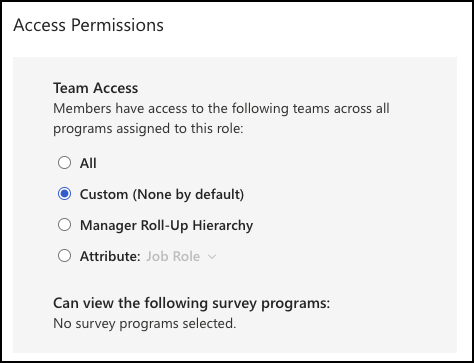 Access Permissions
Team Access
Members have access to the following teams across all
programs assigned to this role:
All
Custom (None by default)
Manager Roll-Up Hierarchy
Attribute: Job Role
Can view the following survey programs:
No survey programs selected.